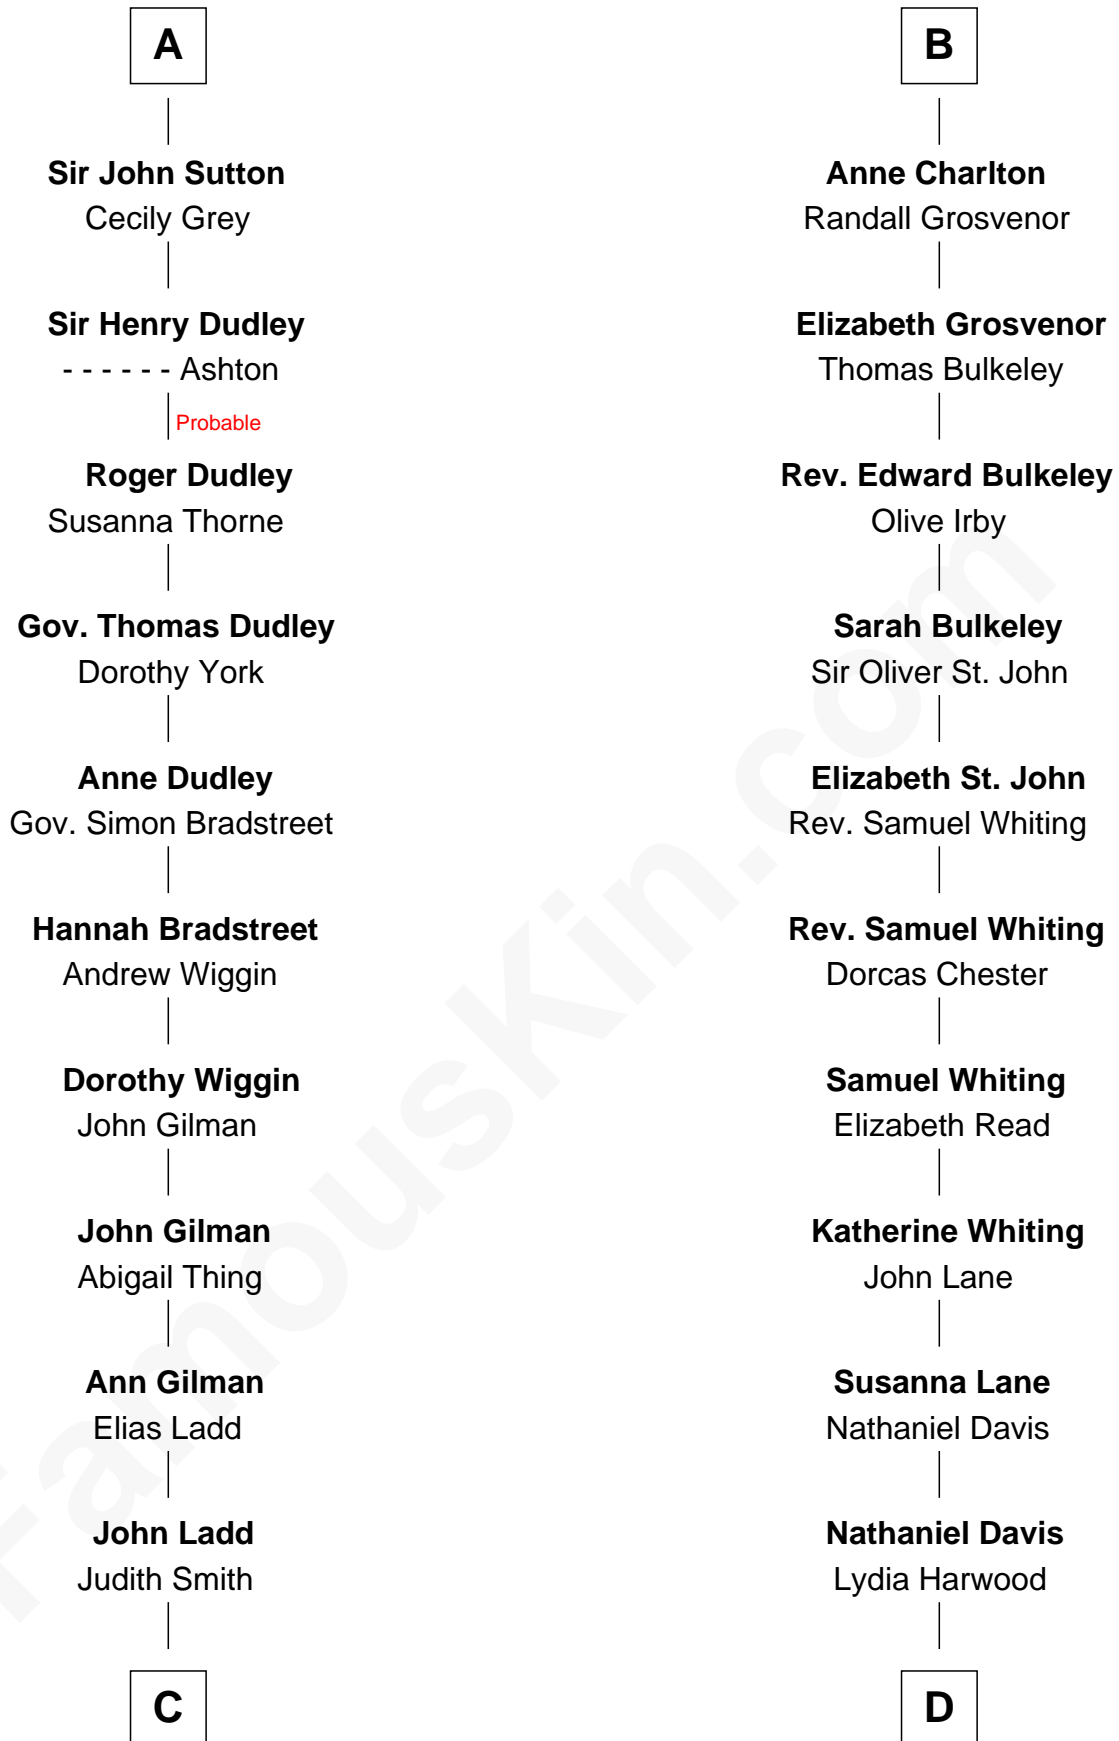 A
Sir John Sutton
Cecily Grey
Sir Henry Dudley
- - - - - - Ashton
Probable
Roger Dudley
Susanna Thorne
Gov. Thomas Dudley
Dorothy York
Anne Dudley
Gov. Simon Bradstreet
Hannah Bradstreet
Andrew Wiggin
Dorothy Wiggin
John Gilman
John Gilman
Abigail Thing
Ann Gilman
Elias Ladd
John Ladd
Judith Smith
C
B
Anne Charlton
Randall Grosvenor
Elizabeth Grosvenor
Thomas Bulkeley
Rev. Edward Bulkeley
Olive Irby
Sarah Bulkeley
Sir Oliver St. John
Elizabeth St. John
Rev. Samuel Whiting
Rev. Samuel Whiting
Dorcas Chester
Samuel Whiting
Elizabeth Read
Katherine Whiting
John Lane
Susanna Lane
Nathaniel Davis
Nathaniel Davis
Lydia Harwood
D
FamousKin.com